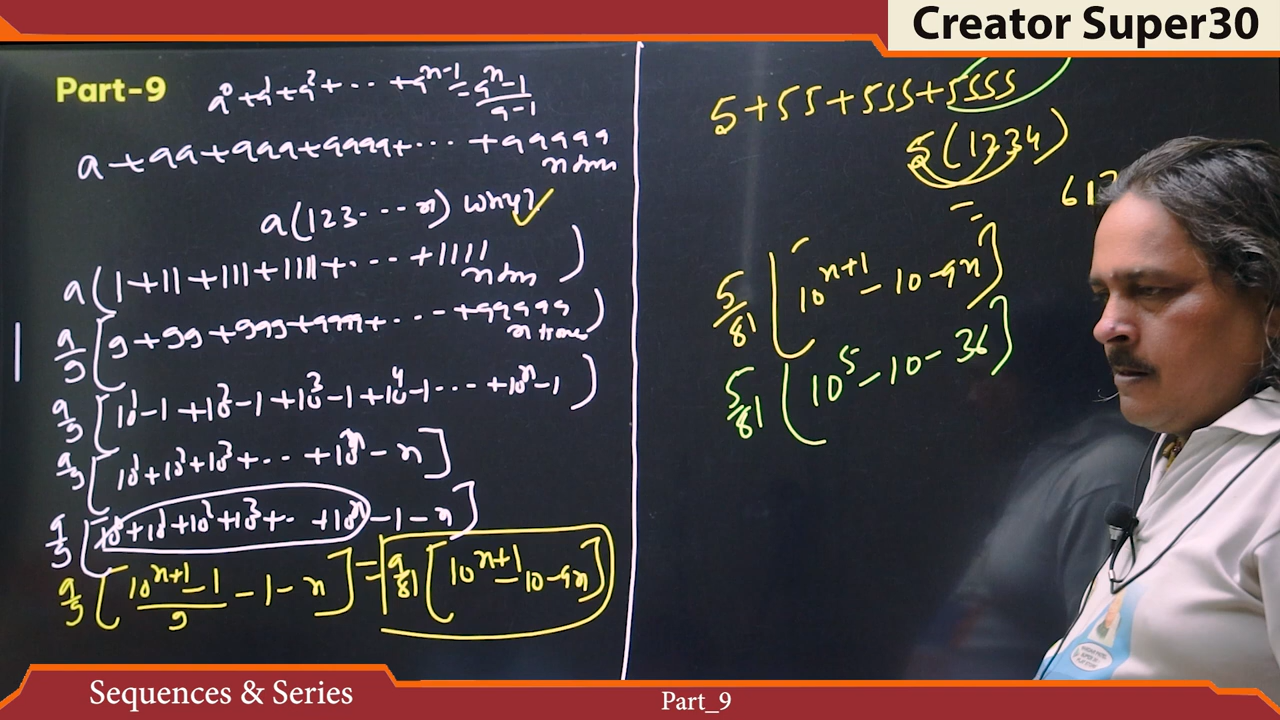 Creator Super30
Part-9
a⁰+a¹+a²+⋯+aⁿ⁻¹=(aⁿ-1)/(a-1)
a+aa+aaa+aaaa+⋯+aaaaa
a(123⋯n) why?
a(1+11+111+1111+⋯+1111)
a/9[9+99+999+9999+⋯+99999)
n times
a/9[10¹-1+10²-1+10³-1+10⁴-1⋯+10ⁿ-1)
a/9[10¹+10²+10³+⋯+10ⁿ-n]
a/9[10⁰+10¹+10²+10³+⋯+10ⁿ-1-n]
a/9[(10ⁿ⁺¹-1)/9-1-n]=a/81[10ⁿ⁺¹-10-9n]
5+55+555+5555
5(1234)
617
5/81[10ⁿ⁺¹-10-9n]
5/81[10⁵-10-36]
Sequences & Series
Part_9